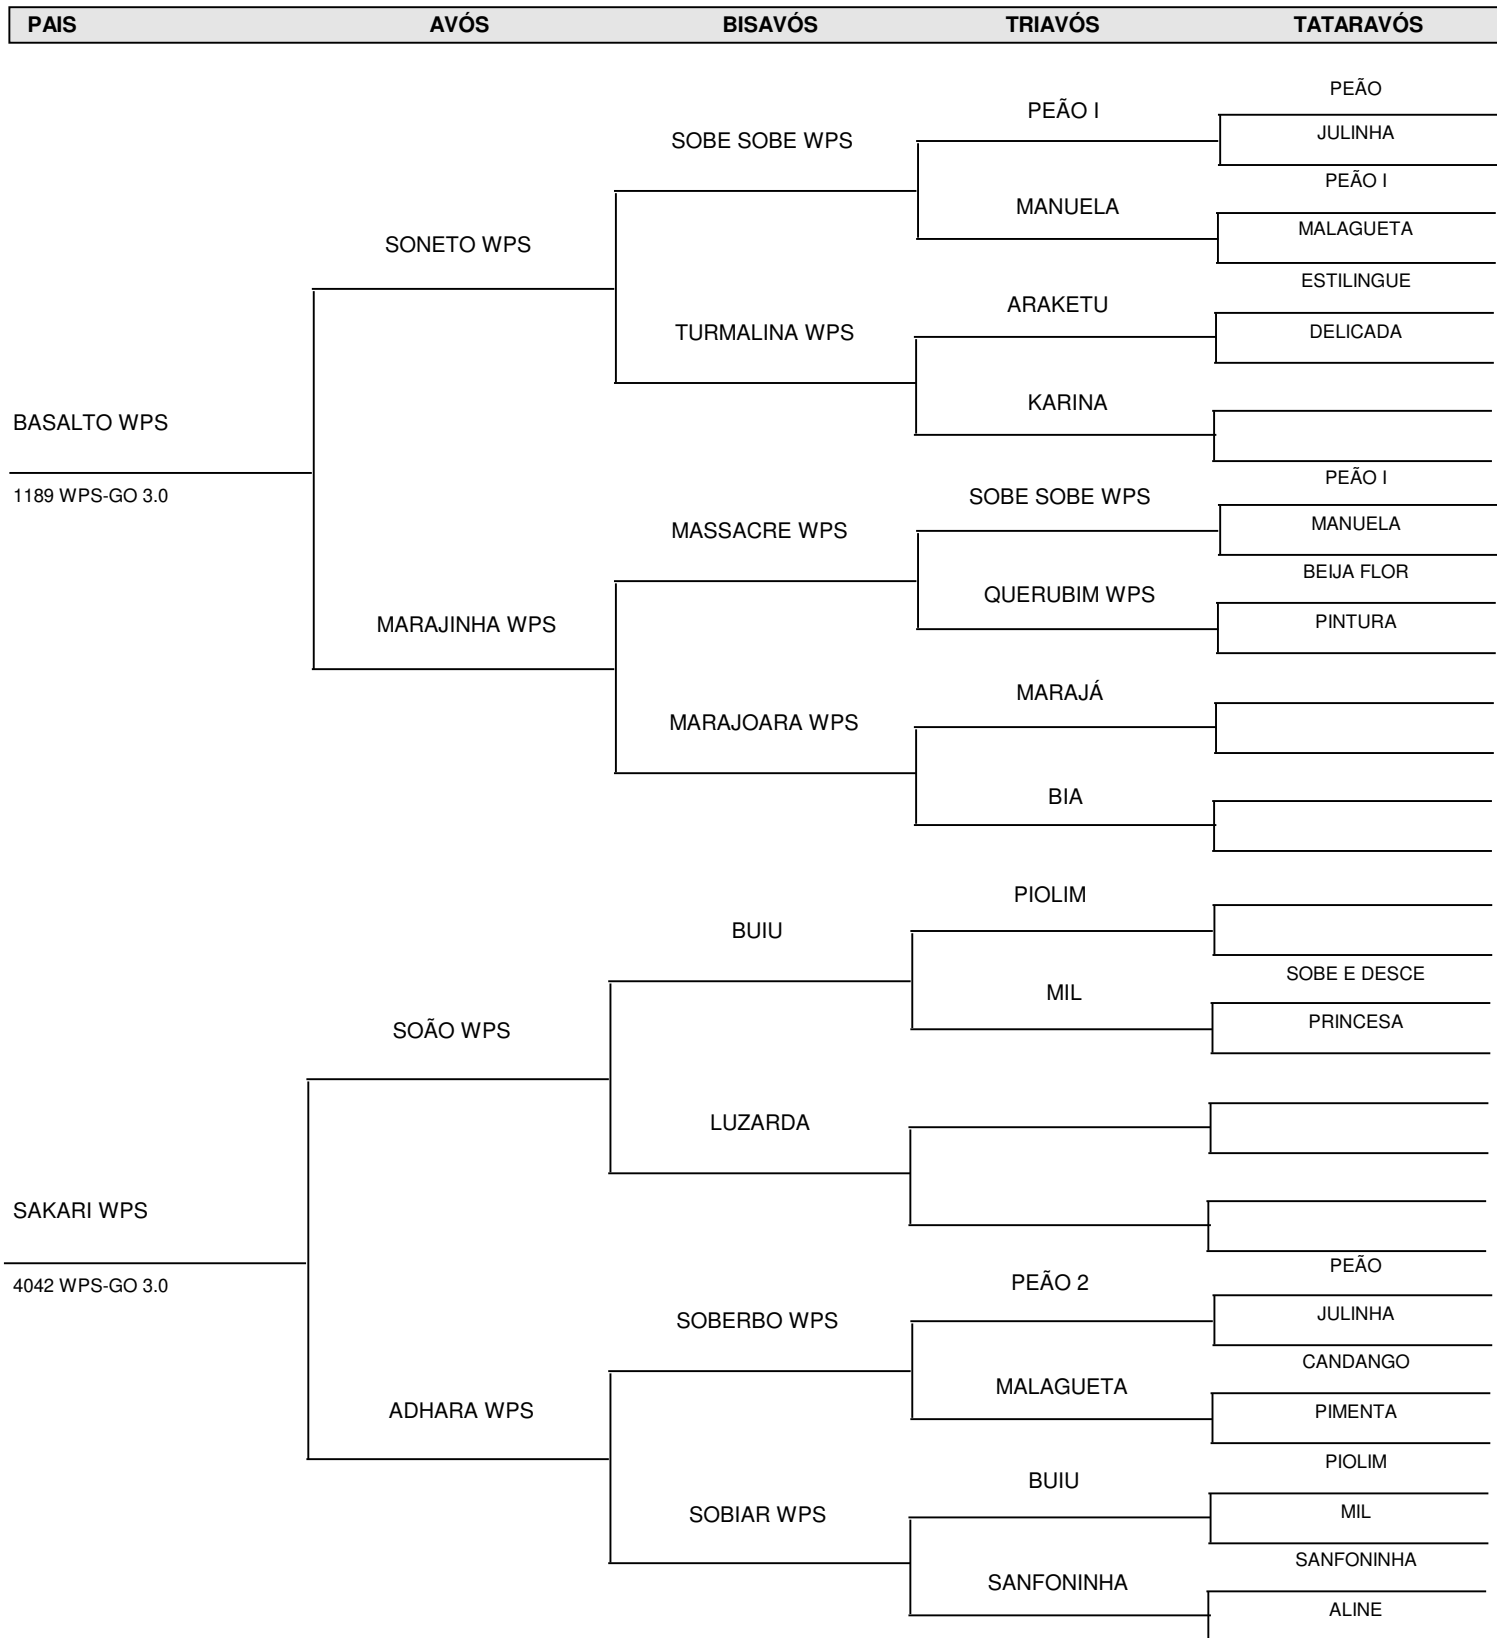 PAIS AVÓS BISAVÓS TRIAVÓS TATARAVÓS
PEÃO
PEÃO I
JULINHA
SOBE SOBE WPS
PEÃO I
MANUELA
MALAGUETA
SONETO WPS
ESTILINGUE
ARAKETU
DELICADA
TURMALINA WPS
KARINA
BASALTO WPS
1189 WPS-GO 3.0
PEÃO I
SOBE SOBE WPS
MANUELA
MASSACRE WPS
BEIJA FLOR
QUERUBIM WPS
PINTURA
MARAJINHA WPS
MARAJÁ
MARAJOARA WPS
BIA
PIOLIM
BUIU
SOBE E DESCE
MIL
PRINCESA
SOÃO WPS
LUZARDA
SAKARI WPS
4042 WPS-GO 3.0
PEÃO
PEÃO 2
JULINHA
SOBERBO WPS
CANDANGO
MALAGUETA
PIMENTA
ADHARA WPS
PIOLIM
BUIU
MIL
SOBIAR WPS
SANFONINHA
SANFONINHA
ALINE